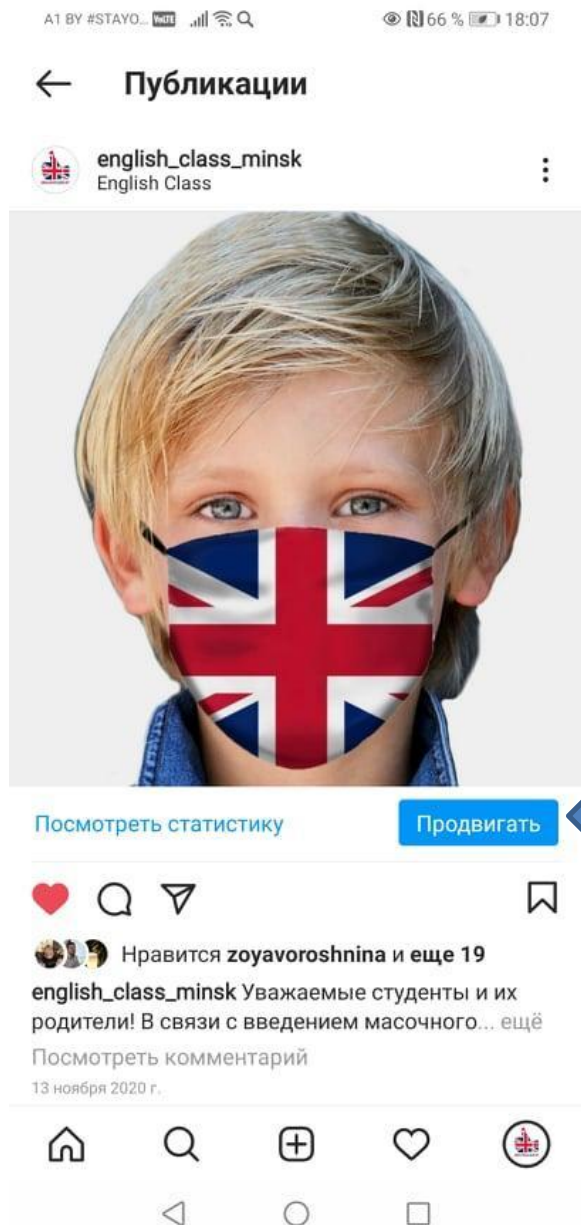 A1 BY #STAYO... VoLTE 66 % 18:07
Публикации
english_class_minsk
English Class
Посмотреть статистику
Продвигать
Нравится zoyavoroshnina и еще 19
english_class_minsk Уважаемые студенты и их
родители! В связи с введением масочного... ещё
Посмотреть комментарий
13 ноября 2020 г.